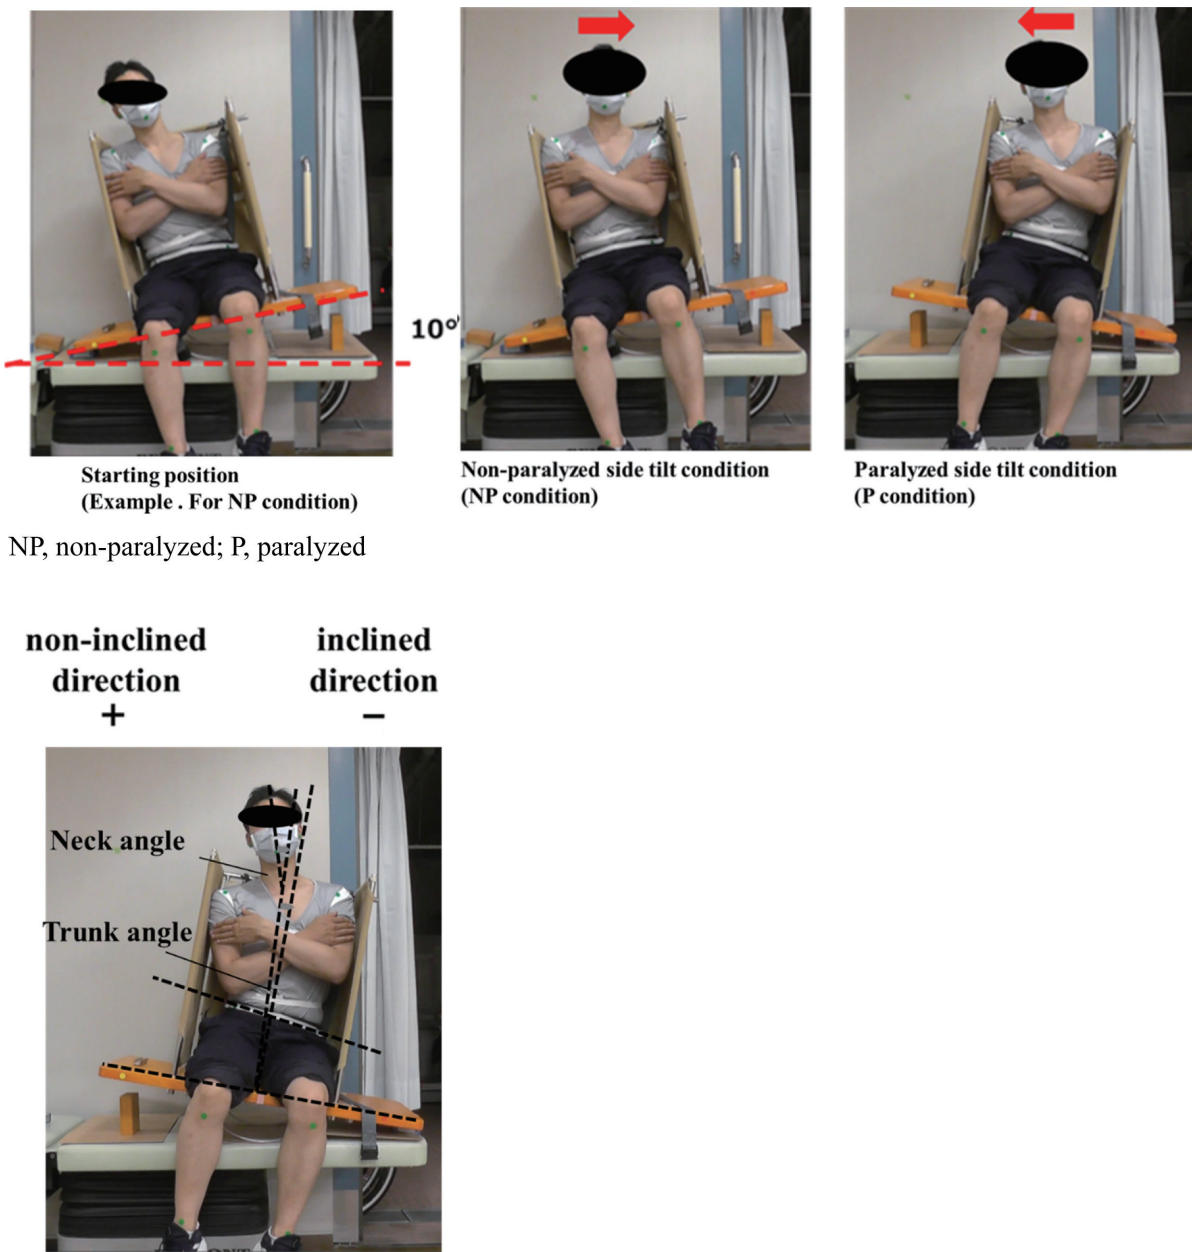 10°
Starting position
(Example . For NP condition)
Non-paralyzed side tilt condition
(NP condition)
Paralyzed side tilt condition
(P condition)
NP, non-paralyzed; P, paralyzed
non-inclined
direction
+
inclined
direction
−
Neck angle
Trunk angle